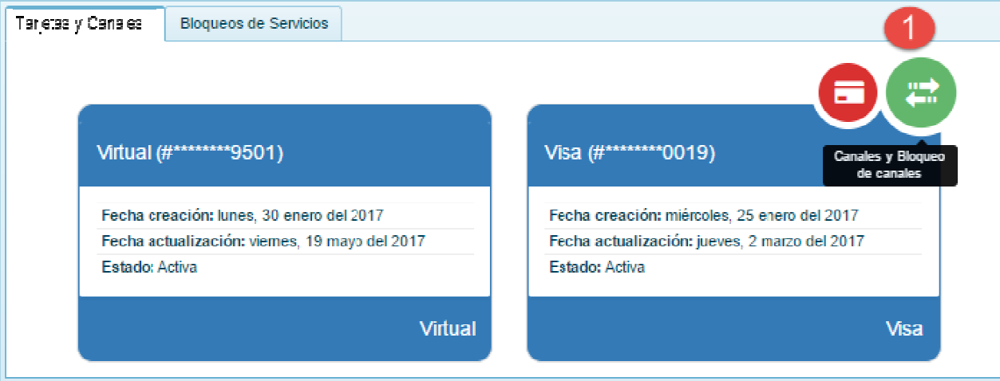 Tarjetas y Canales
Bloqueos de Servicios
1
Virtual (#********9501)
Visa (#********0019)
Canales y Bloqueo
de canales
Fecha creación: lunes, 30 enero del 2017
Fecha actualización: viernes, 19 mayo del 2017
Estado: Activa
Fecha creación: miércoles, 25 enero del 2017
Fecha actualización: jueves, 2 marzo del 2017
Estado: Activa
Virtual
Visa